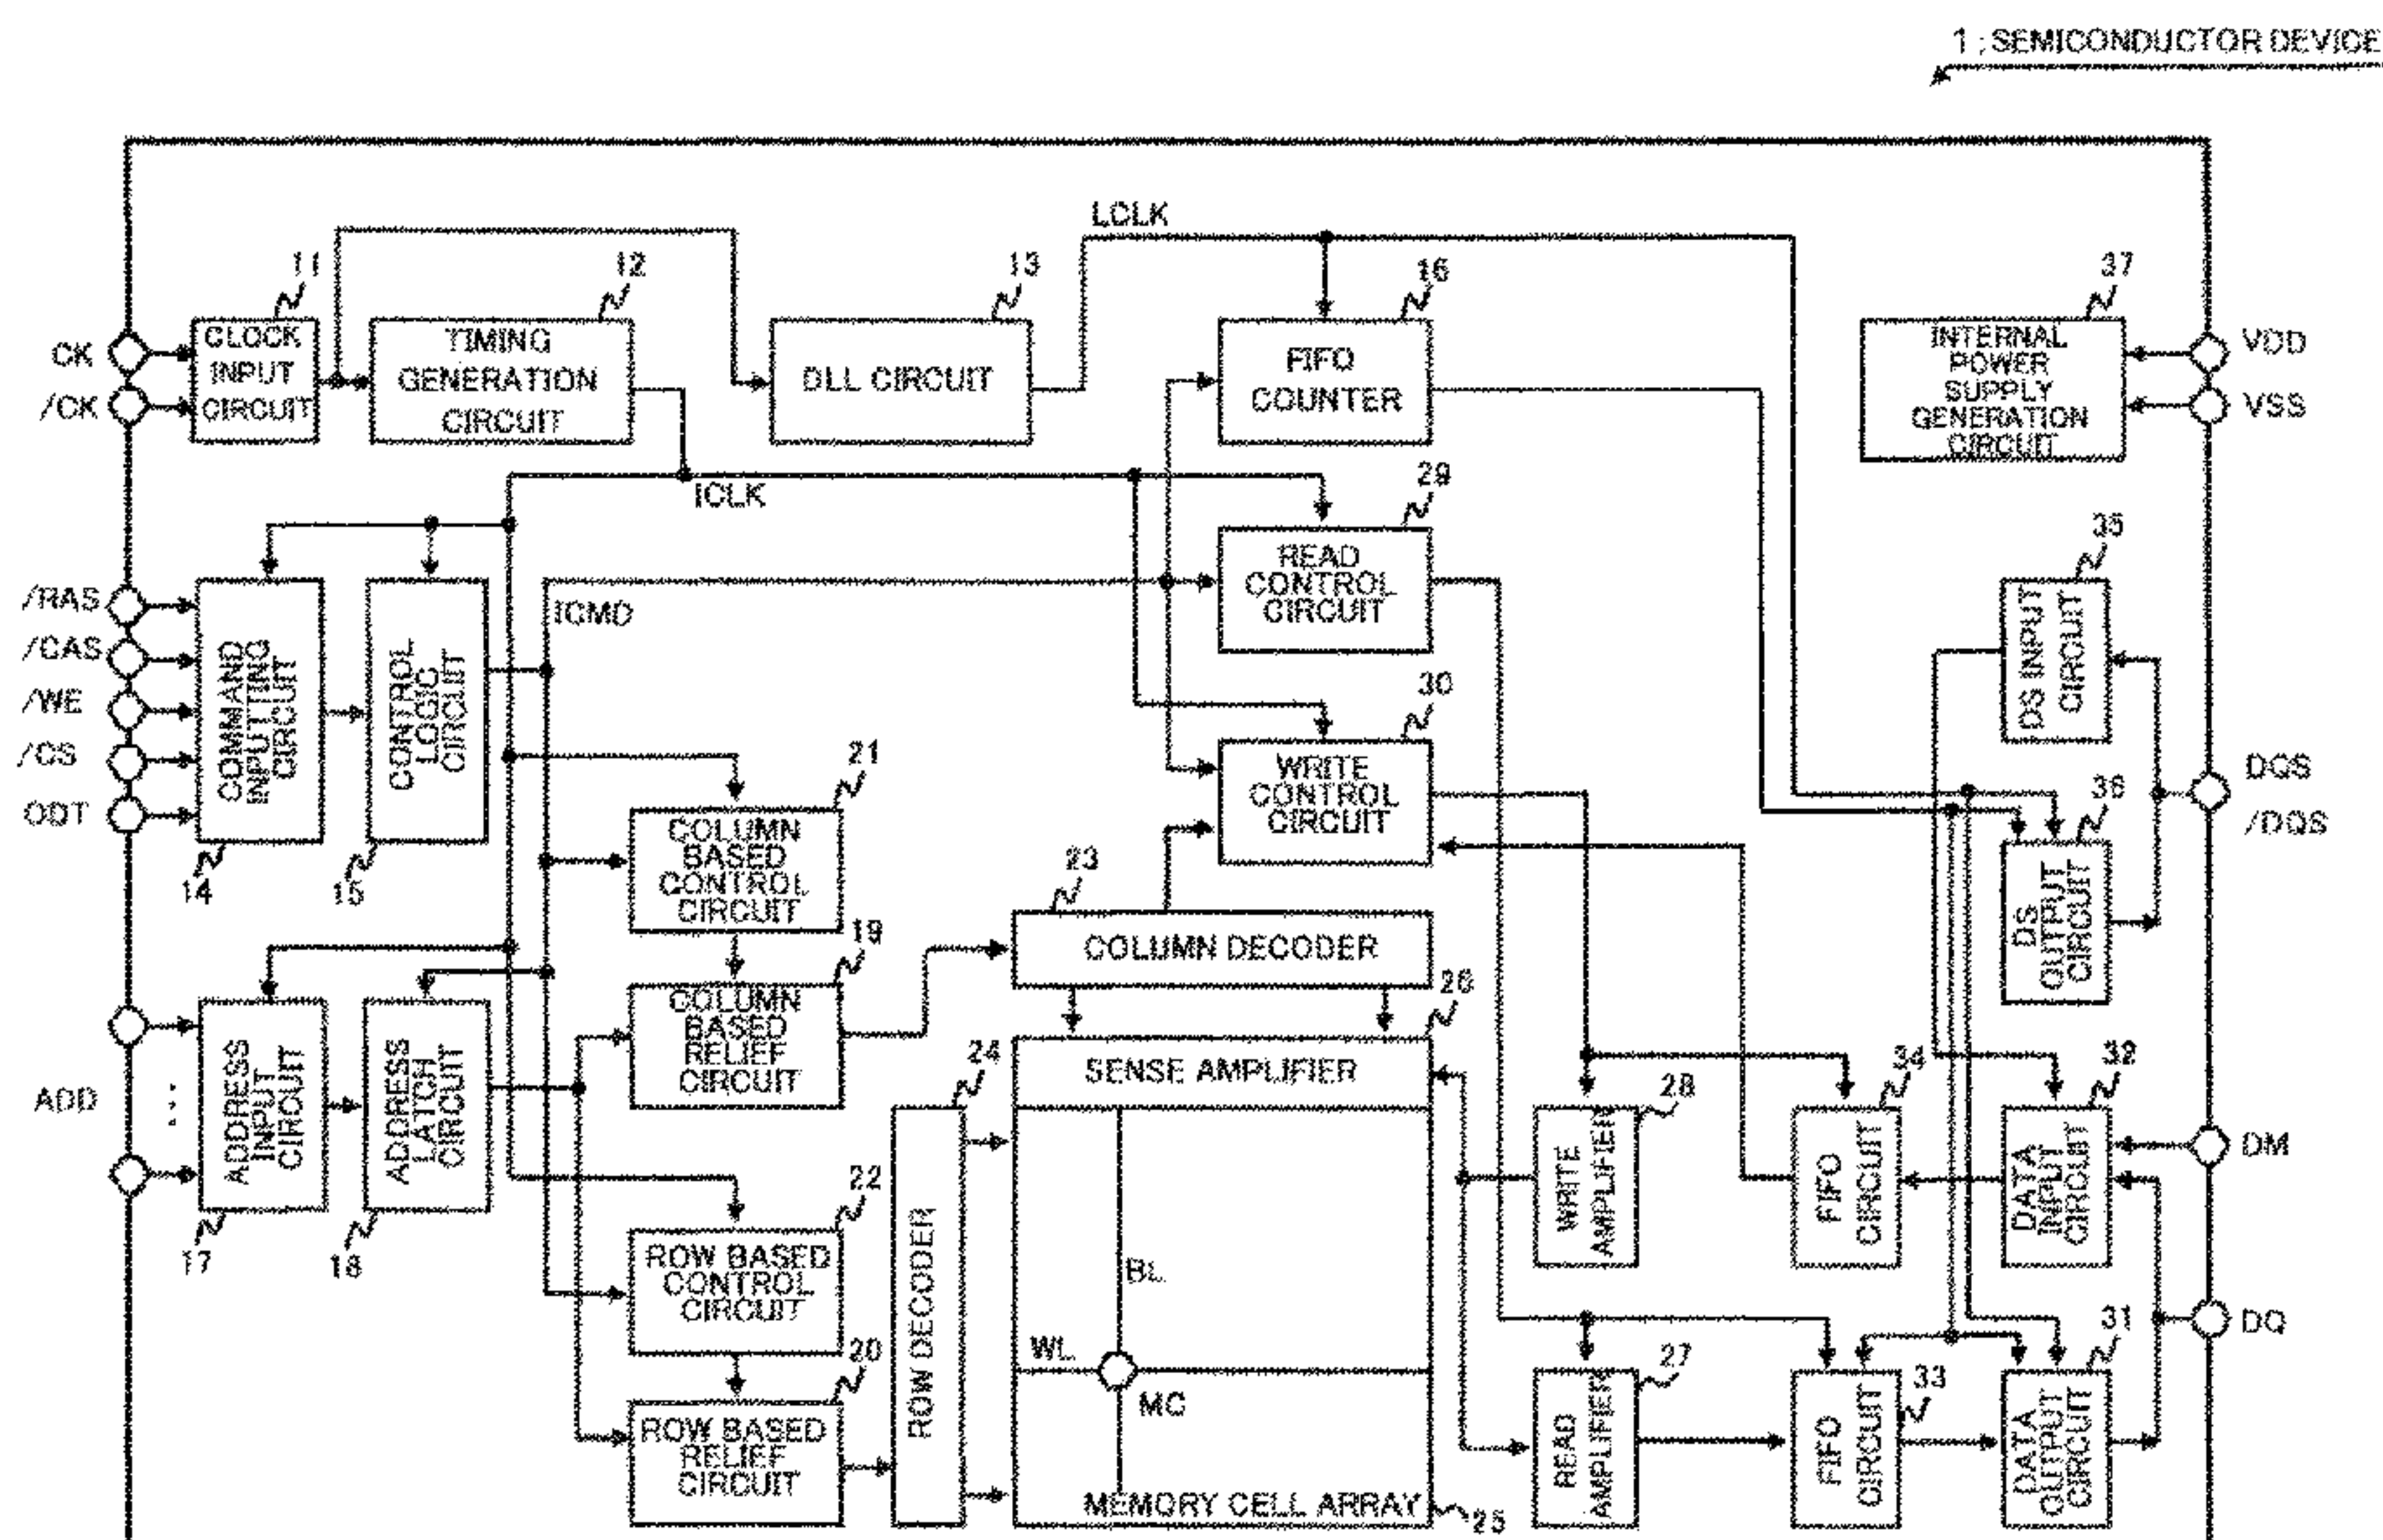 1 ; SEMICONDUCTOR DEVICE
LCLK
11
12
13
16
37
CK
/CK
CLOCK
INPUT
CIRCUIT
TIMING
GENERATION
CIRCUIT
DLL CIRCUIT
FIFO
COUNTER
INTERNAL
POWER
SUPPLY
GENERATION
CIRCUIT
VDD
VSS
ICLK
29
35
/RAS
/CAS
/WE
/CS
ODT
COMMAND
INPUTTING
CIRCUIT
14
CONTROL
LOGIC
CIRCUIT
15
ICMD
READ
CONTROL
CIRCUIT
DS INPUT
CIRCUIT
30
WRITE
CONTROL
CIRCUIT
DQS
/DQS
36
DS
OUTPUT
CIRCUIT
21
COLUMN
BASED
CONTROL
CIRCUIT
23
COLUMN DECODER
19
COLUMN
BASED
RELIEF
CIRCUIT
26
SENSE AMPLIFIER
24
ROW DECODER
ADD
ADDRESS
INPUT
CIRCUIT
17
ADDRESS
LATCH
CIRCUIT
18
28
WRITE
AMPLIFIER
34
FIFO
CIRCUIT
32
DATA
INPUT
CIRCUIT
DM
22
ROW BASED
CONTROL
CIRCUIT
BL
WL
MC
DQ
20
ROW BASED
RELIEF
CIRCUIT
MEMORY CELL ARRAY
25
27
READ
AMPLIFIER
33
FIFO
CIRCUIT
31
DATA
OUTPUT
CIRCUIT